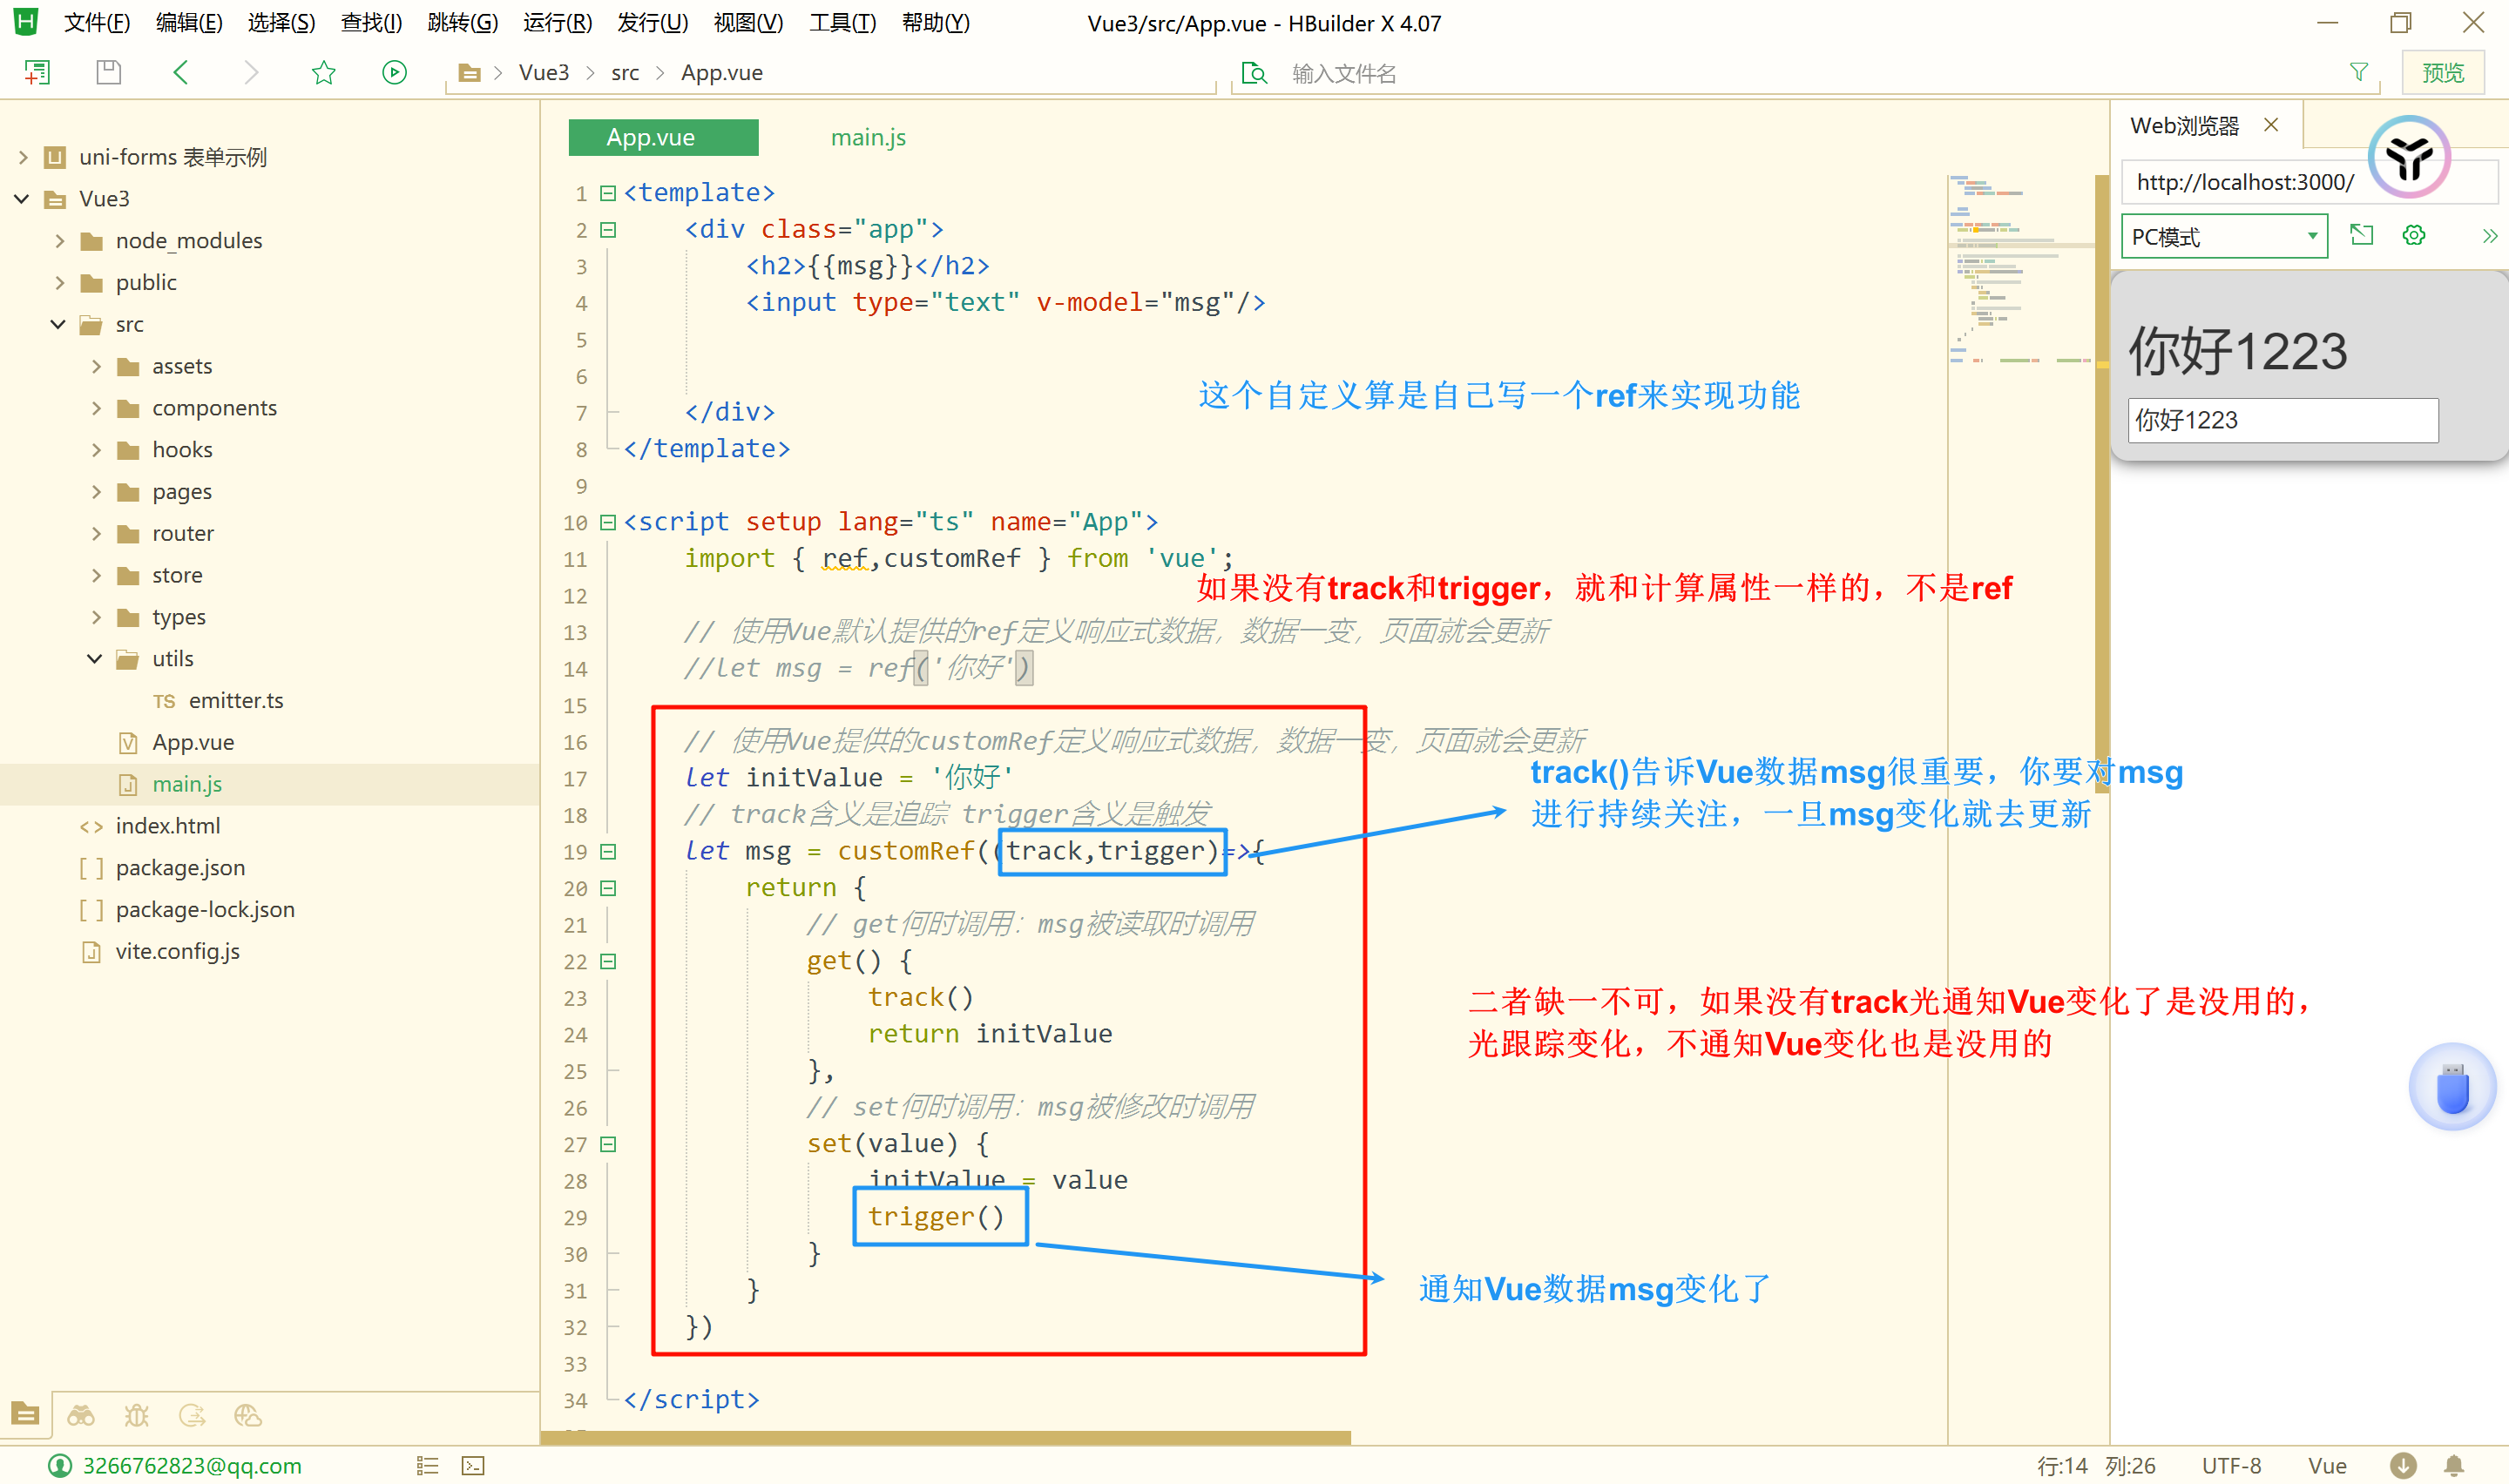 文件(F) 编辑(E) 选择(S) 查找(I) 跳转(G) 运行(R) 发行(U) 视图(V) 工具(T) 帮助(Y)
Vue3/src/App.vue - HBuilder X 4.07
Vue3 src App.vue
输入文件名
预览
uni-forms 表单示例
Vue3
node_modules
public
src
assets
components
hooks
pages
router
store
types
utils
TS emitter.ts
App.vue
main.js
index.html
package.json
package-lock.json
vite.config.js
App.vue main.js
1 <template>
2 <div class="app">
3 <h2>{{msg}}</h2>
4 <input type="text" v-model="msg"/>
5
6
这个自定义算是自己写一个ref来实现功能
7 </div>
8 </template>
9
10 <script setup lang="ts" name="App">
11 import { ref,customRef } from 'vue';
12
如果没有track和trigger，就和计算属性一样的，不是ref
13 // 使用Vue默认提供的ref定义响应式数据，数据一变，页面就会更新
14 //let msg = ref('你好')
15
16 // 使用Vue提供的customRef定义响应式数据，数据一变，页面就会更新
17 let initValue = '你好'
18 // track含义是追踪 trigger含义是触发
19 let msg = customRef((track,trigger)=>{
20 return {
21 // get何时调用：msg被读取时调用
22 get() {
23 track()
24 return initValue
25 },
26 // set何时调用：msg被修改时调用
27 set(value) {
28 initValue = value
29 trigger()
30 }
31 }
32 })
33
34 </script>
track()告诉Vue数据msg很重要，你要对msg
进行持续关注，一旦msg变化就去更新
二者缺一不可，如果没有track光通知Vue变化了是没用的，
光跟踪变化，不通知Vue变化也是没用的
通知Vue数据msg变化了
Web浏览器
http://localhost:3000/
PC模式
你好1223
你好1223
3266762823@qq.com
行:14 列:26 UTF-8 Vue